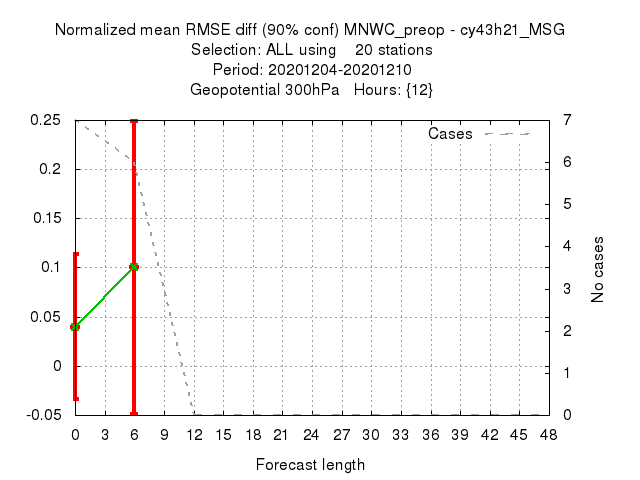 Normalized mean RMSE diff (90% conf) MNWC_preop - cy43h21_MSG
Selection: ALL using    20 stations
Period: 20201204-20201210
Geopotential 300hPa   Hours: {12}
Cases
0.25
0.2
0.15
0.1
0.05
0
-0.05
7
6
5
4
3
2
1
0
No cases
0 3 6 9 12 15 18 21 24 27 30 33 36 39 42 45 48
Forecast length